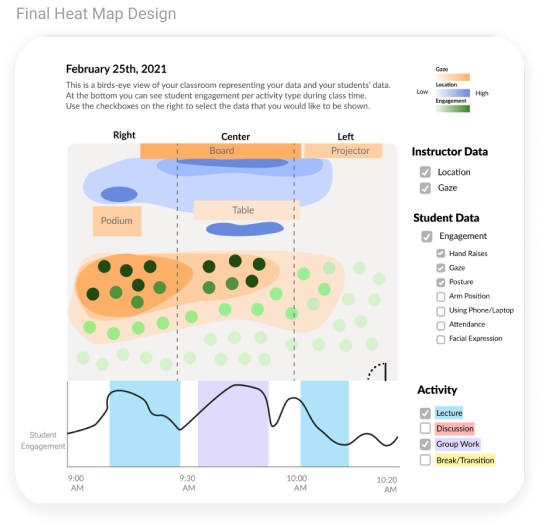 Final Heat Map Design
February 25th, 2021
This is a birds-eye view of your classroom representing your data and your students' data.
At the bottom you can see student engagement per activity type during class time.
Use the checkboxes on the right to select the data that you would like to be shown.
Gaze
Location
Low
High
Engagement
Right
Center
Left
Board
Projector
Podium
Table
Instructor Data
Location
Gaze
Student Data
Engagement
Hand Raises
Gaze
Posture
Arm Position
Using Phone/Laptop
Attendance
Facial Expression
Activity
Lecture
Discussion
Group Work
Break/Transition
Student
Engagement
9:00
AM
9:30
AM
10:00
AM
10:20
AM